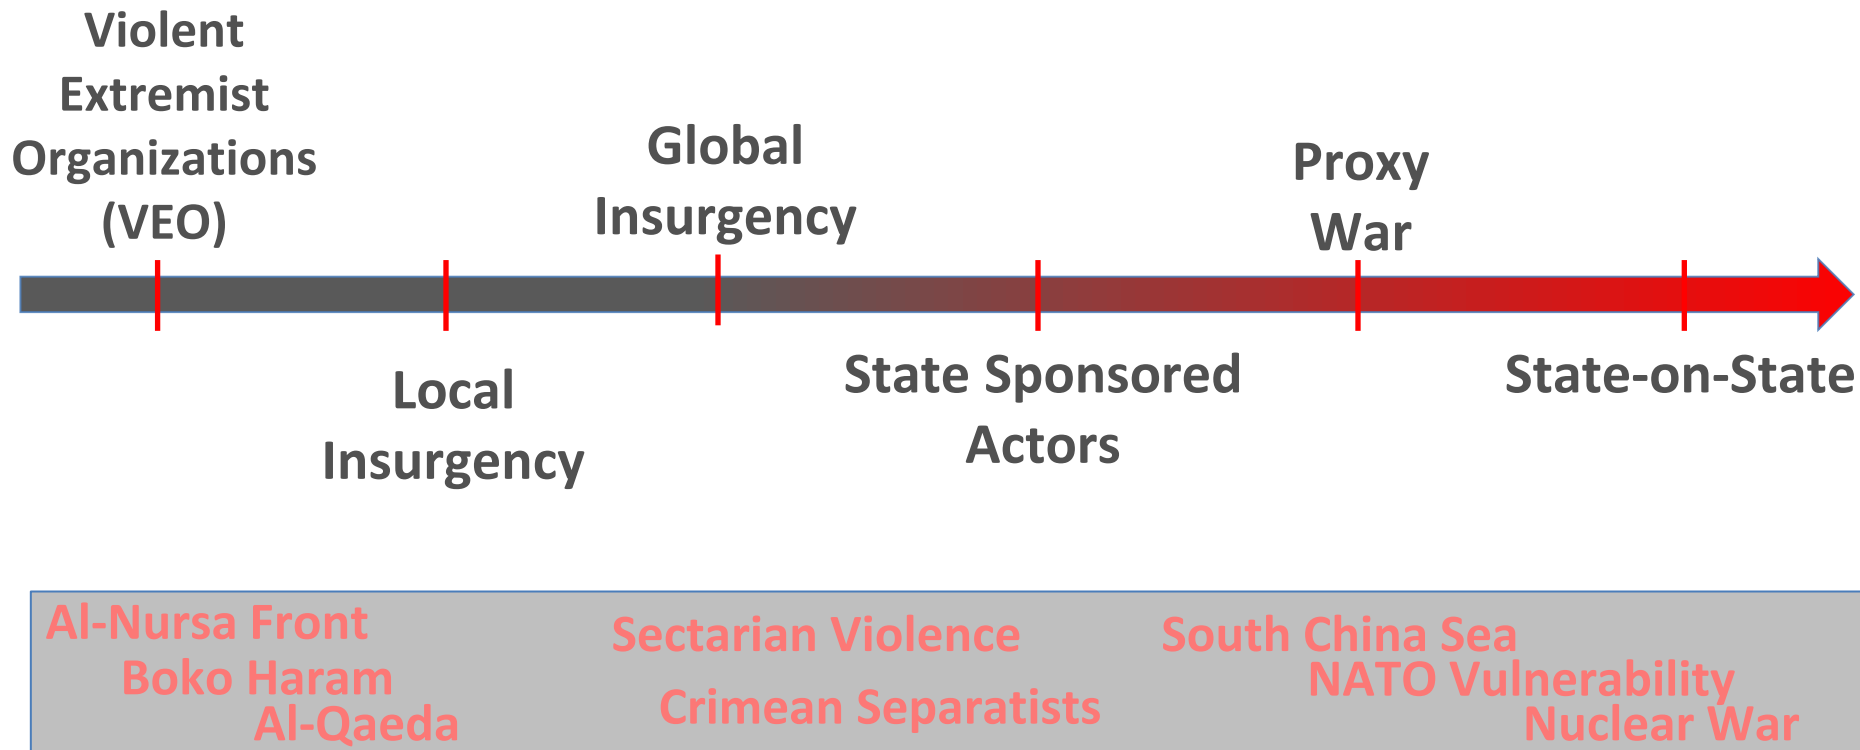 Violent
Extremist
Organizations
(VEO)
Global
Insurgency
Proxy
War
Local
Insurgency
State Sponsored
Actors
State-on-State
Al-Nursa Front
Boko Haram
Al-Qaeda
Sectarian Violence
Crimean Separatists
South China Sea
NATO Vulnerability
Nuclear War